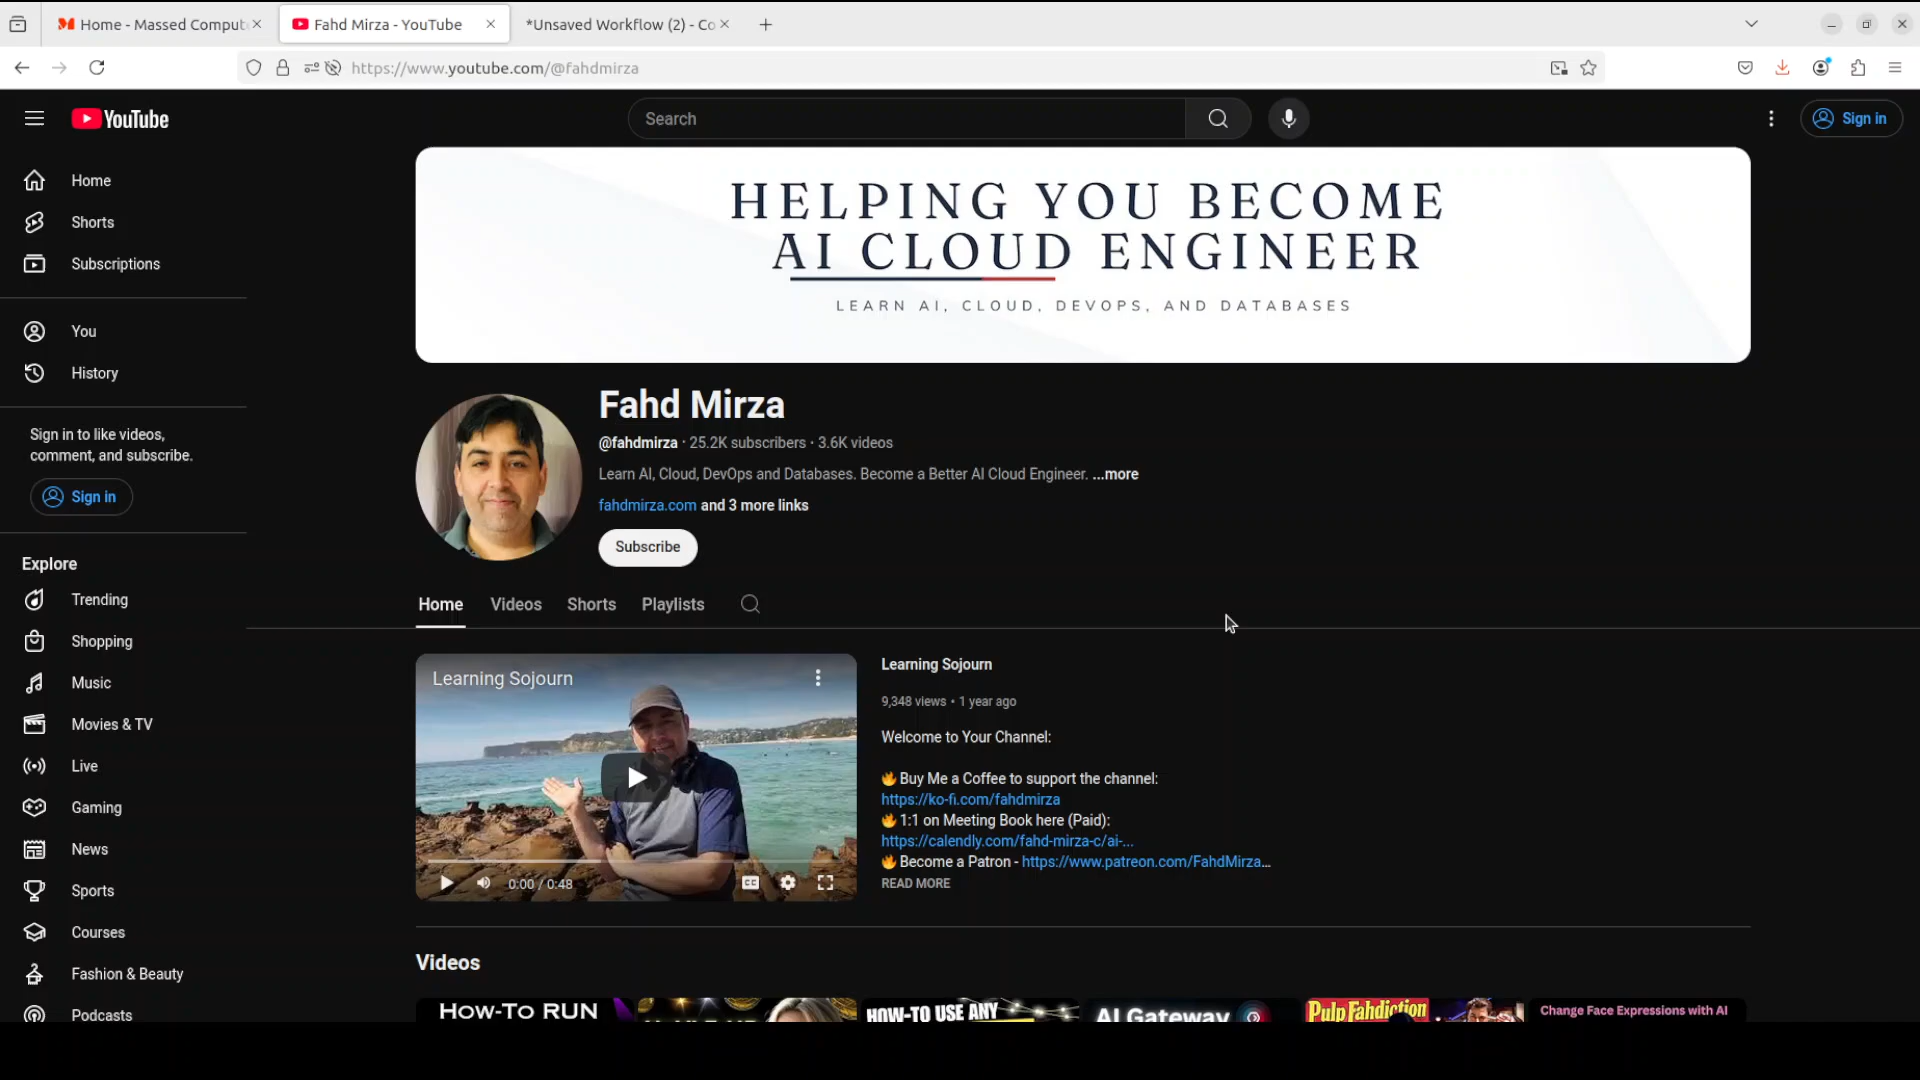 Home - Massed Comput
Fahd Mirza - YouTube
*Unsaved Workflow (2) - Co
https://www.youtube.com/@fahdmirza
YouTube
Search
Sign in
Home
Shorts
Subscriptions
You
History
Sign in to like videos,
comment, and subscribe.
Sign in
Explore
Trending
Shopping
Music
Movies & TV
Live
Gaming
News
Sports
Courses
Fashion & Beauty
Podcasts
HELPING YOU BECOME
AI CLOUD ENGINEER
LEARN AI, CLOUD, DEVOPS, AND DATABASES
Fahd Mirza
@fahdmirza · 25.2K subscribers · 3.6K videos
Learn AI, Cloud, DevOps and Databases. Become a Better AI Cloud Engineer. ...more
fahdmirza.com and 3 more links
Subscribe
Home Videos Shorts Playlists
Learning Sojourn
0:00 / 0:48
CC
Learning Sojourn
9,348 views • 1 year ago
Welcome to Your Channel:
🔥Buy Me a Coffee to support the channel:
https://ko-fi.com/fahdmirza
🔥1:1 on Meeting Book here (Paid):
https://calendly.com/fahd-mirza-c/ai-...
🔥Become a Patron - https://www.patreon.com/FahdMirza...
READ MORE
Videos
HOW-TO RUN
HOW-TO USE ANY
AI Gateway
Pulp Fahdiction
Change Face Expressions with AI